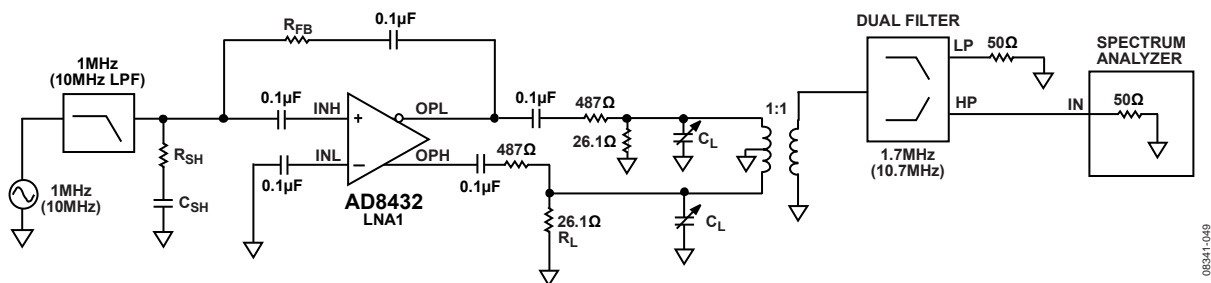 1MHz
(10MHz LPF)
1MHz
(10MHz)
RSH
CSH
RFB
0.1µF
0.1µF
0.1µF
INH
INL
+
–
AD8432
LNA1
OPL
OPH
0.1µF
0.1µF
487Ω
487Ω
26.1Ω
26.1Ω
RL
CL
CL
1:1
DUAL FILTER
LP
HP
1.7MHz
(10.7MHz)
50Ω
SPECTRUM
ANALYZER
IN
50Ω
08341-049